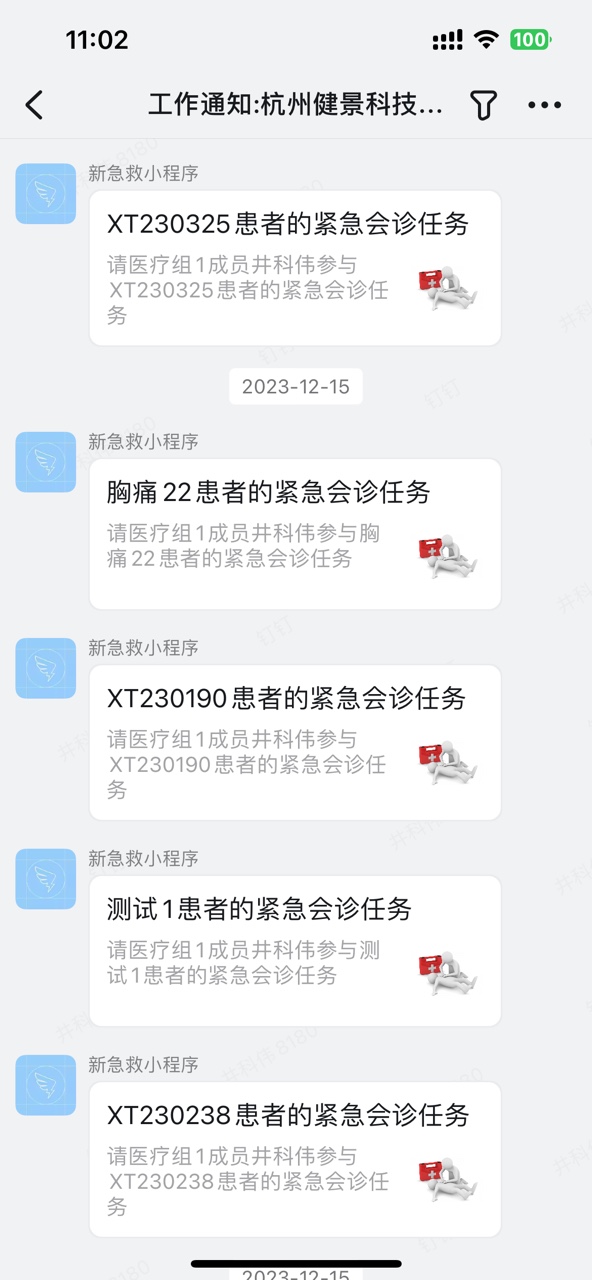 11:02
100
工作通知:杭州健景科技...
新急救小程序
XT230325患者的紧急会诊任务
请医疗组1成员井科伟参与
XT230325患者的紧急会诊任
务
2023-12-15
新急救小程序
胸痛22患者的紧急会诊任务
请医疗组1成员井科伟参与胸
痛22患者的紧急会诊任务
新急救小程序
XT230190患者的紧急会诊任务
请医疗组1成员井科伟参与
XT230190患者的紧急会诊任
务
新急救小程序
测试1患者的紧急会诊任务
请医疗组1成员井科伟参与测
试1患者的紧急会诊任务
新急救小程序
XT230238患者的紧急会诊任务
请医疗组1成员井科伟参与
XT230238患者的紧急会诊任
务
2023-12-15